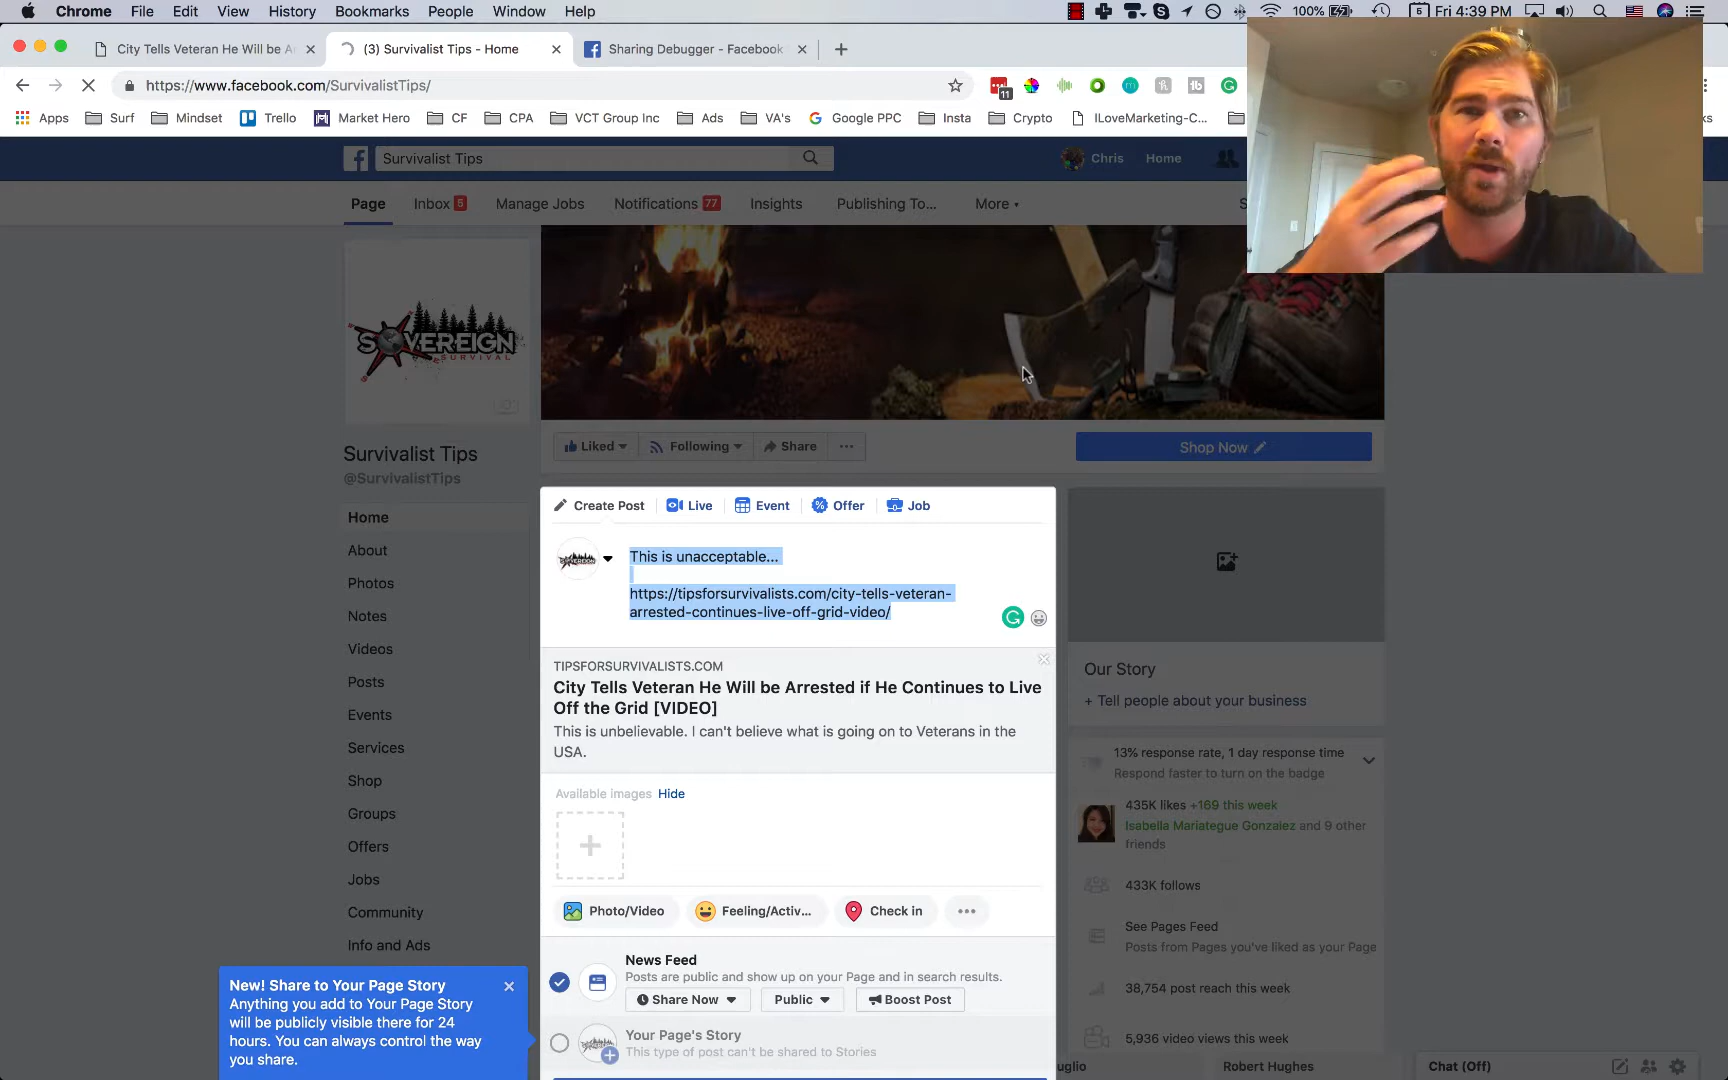 Chrome File Edit View History Bookmarks People Window Help 100% Fri 4:39 PM
City Tells Veteran He Will be A (3) Survivalist Tips - Home Sharing Debugger - Facebook
https://www.facebook.com/SurvivalistTips/
11
Apps Surf Mindset Trello Market Hero CF CPA VCT Group Inc Ads VA's Google PPC Insta Crypto ILoveMarketing-C...
Survivalist Tips Chris Home
Page Inbox 5 Manage Jobs Notifications 77 Insights Publishing To... More
SOVEREIGN
SURVIVAL
Liked Following Share Shop Now
Survivalist Tips
@SurvivalistTips
Home
About
Photos
Notes
Videos
Posts
Events
Services
Shop
Groups
Offers
Jobs
Community
Info and Ads
Create Post Live Event Offer Job
This is unacceptable...
https://tipsforsurvivalists.com/city-tells-veteran-
arrested-continues-live-off-grid-video/
TIPSFORSURVIVALISTS.COM
City Tells Veteran He Will be Arrested if He Continues to Live
Off the Grid [VIDEO]
This is unbelievable. I can't believe what is going on to Veterans in the
USA.
Available images Hide
Photo/Video Feeling/Activ... Check in
News Feed
Posts are public and show up on your Page and in search results.
Share Now Public Boost Post
Your Page's Story
This type of post can't be shared to Stories
Our Story
+ Tell people about your business
13% response rate, 1 day response time
Respond faster to turn on the badge
435K likes +169 this week
Isabella Mariategue Gonzalez and 9 other
friends
433K follows
See Pages Feed
Posts from Pages you've liked as your Page
38,754 post reach this week
5,936 video views this week
New! Share to Your Page Story
Anything you add to Your Page Story
will be publicly visible there for 24
hours. You can always control the way
you share.
uglio Robert Hughes Chat (Off)